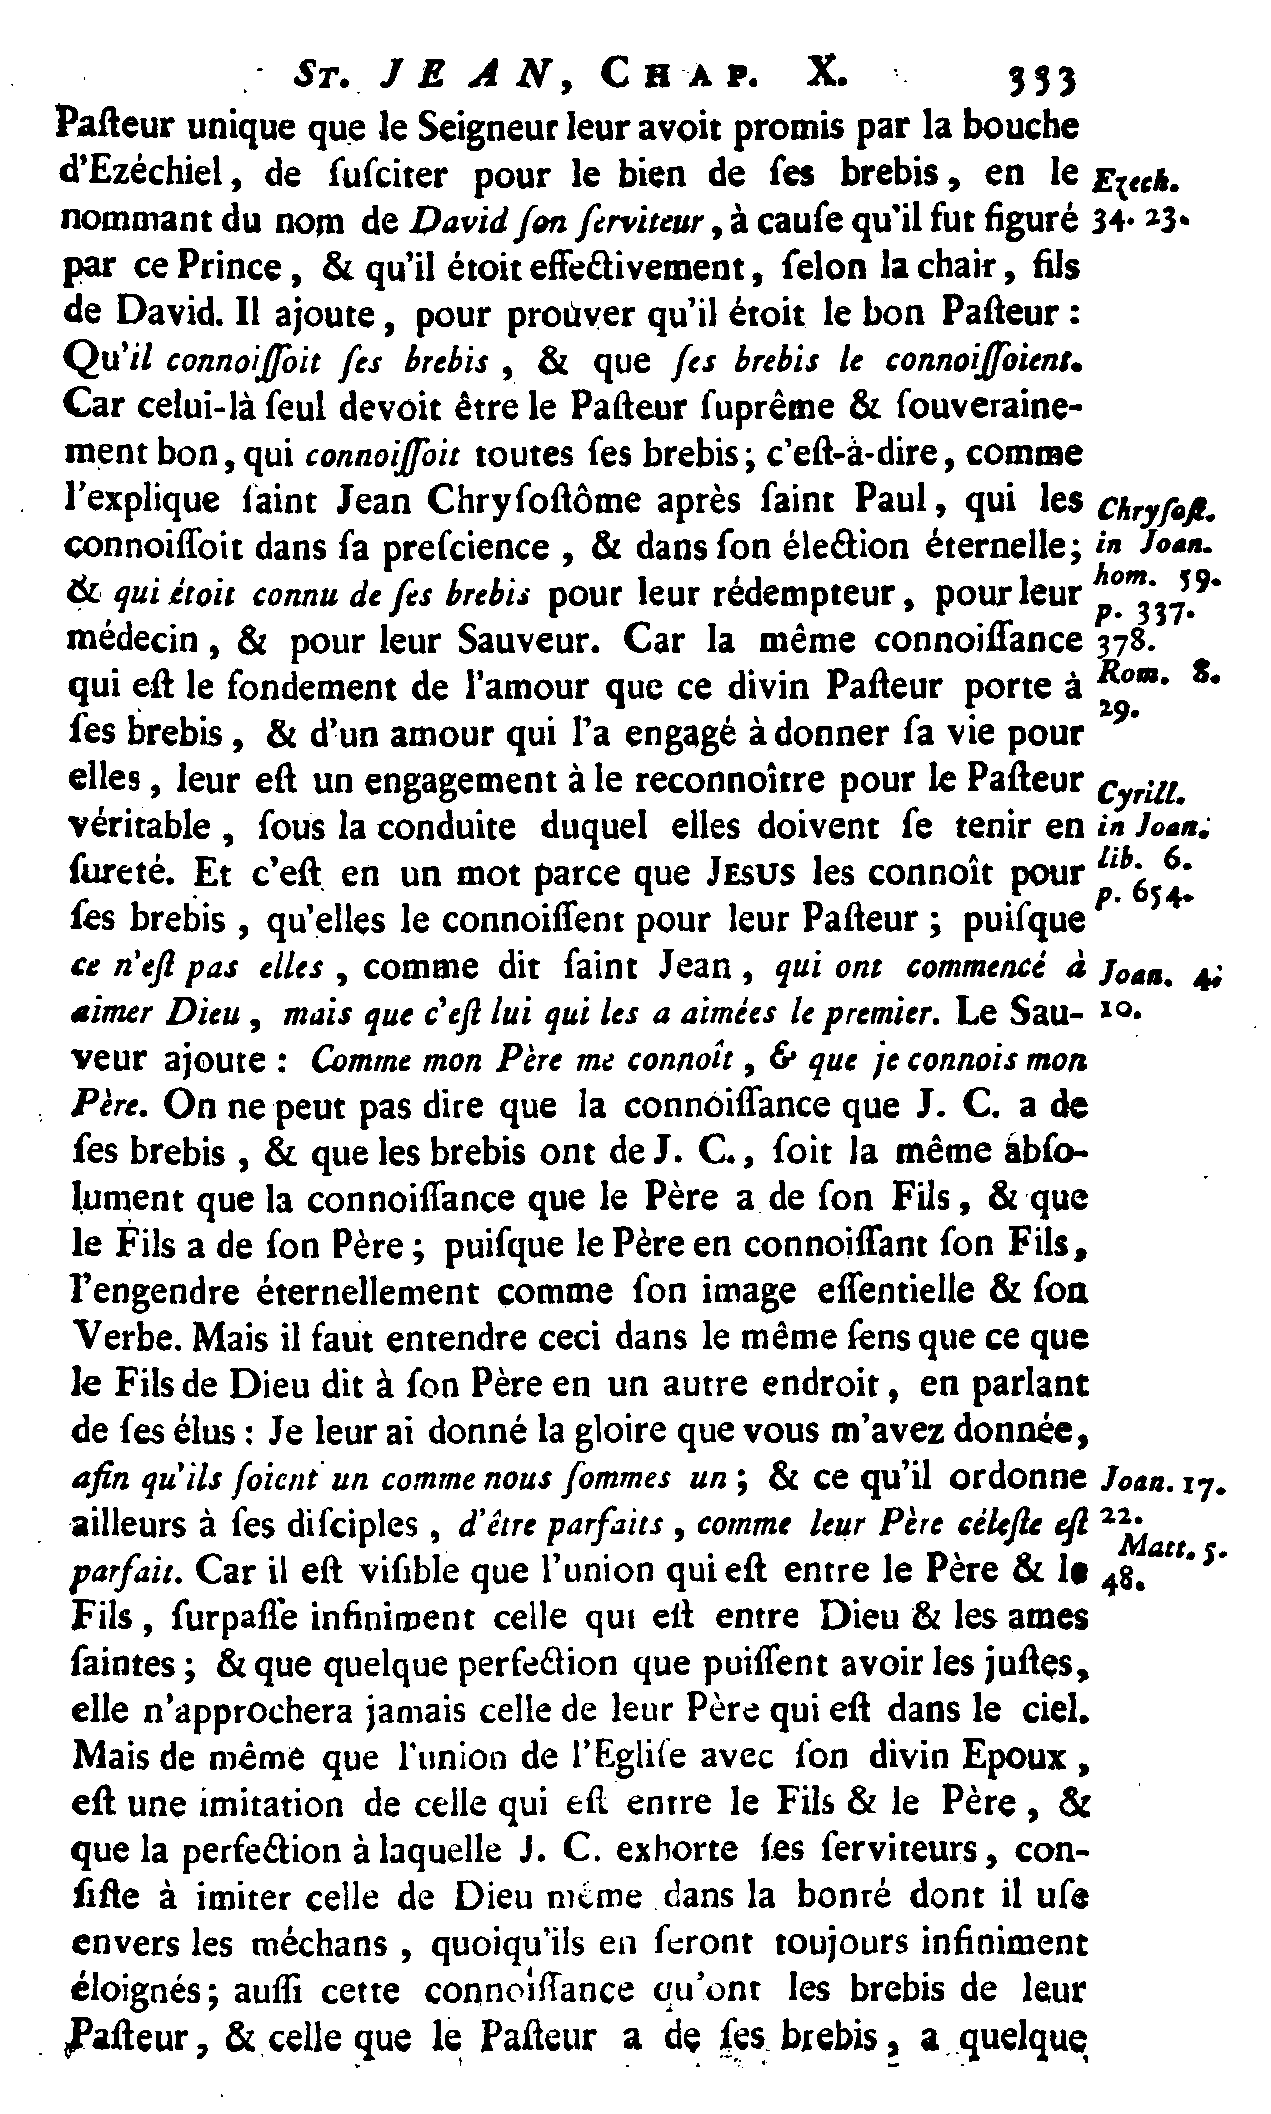 ST. JEAN, CHAP. X. 353
Paſteur unique que le Seigneur leur avoit promis par la bouche
d'Ezéchiel, de ſuſciter pour le bien de ſes brebis, en le
nommant du nom de David ſon ſerviteur, à cauſe qu'il fut figuré
par ce Prince, & qu'il étoit effectivement, ſelon la chair, fils
de David. Il ajoute, pour prouver qu'il étoit le bon Paſteur :
Qu'il connoiſſoit ſes brebis, & que ſes brebis le connoiſſoient.
Car celui-là ſeul devoit être le Paſteur ſuprême & ſouveraine-
ment bon, qui connoiſſoit toutes ſes brebis; c'eſt-à-dire, comme
l'explique ſaint Jean Chryſoſtôme après ſaint Paul, qui les
connoiſſoit dans ſa preſcience, & dans ſon élection éternelle;
& qui étoit connu de ſes brebis pour leur rédempteur, pour leur
médecin, & pour leur Sauveur. Car la même connoiſſance
qui eſt le fondement de l'amour que ce divin Paſteur porte à
ſes brebis, & d'un amour qui l'a engagé à donner ſa vie pour
elles, leur eſt un engagement à le reconnoître pour le Paſteur
véritable, ſous la conduite duquel elles doivent ſe tenir en
ſureté. Et c'eſt en un mot parce que JESUS les connoît pour
ſes brebis, qu'elles le connoiſſent pour leur Paſteur ; puiſque
ce n'eſt pas elles, comme dit ſaint Jean, qui ont commencé à
aimer Dieu, mais que c'eſt lui qui les a aimées le premier. Le Sau-
veur ajoute : Comme mon Père me connoît, & que je connois mon
Père. On ne peut pas dire que la connoiſſance que J. C. a de
ſes brebis, & que les brebis ont de J. C., ſoit la même abſo-
lument que la connoiſſance que le Père a de ſon Fils, & que
le Fils a de ſon Père ; puiſque le Père en connoiſſant ſon Fils,
l'engendre éternellement comme ſon image eſſentielle & ſon
Verbe. Mais il faut entendre ceci dans le même ſens que ce que
le Fils de Dieu dit à ſon Père en un autre endroit, en parlant
de ſes élus : Je leur ai donné la gloire que vous m'avez donnée,
afin qu'ils ſoient un comme nous ſommes un ; & ce qu'il ordonne
ailleurs à ſes diſciples, d'être parfaits, comme leur Père céleſte eſt
parfait. Car il eſt viſible que l'union qui eſt entre le Père & le
Fils, ſurpaſſe infiniment celle qui eſt entre Dieu & les ames
ſaintes ; & que quelque perfection que puiſſent avoir les juſtes,
elle n'approchera jamais celle de leur Père qui eſt dans le ciel.
Mais de même que l'union de l'Egliſe avec ſon divin Epoux,
eſt une imitation de celle qui eſt entre le Fils & le Père, &
que la perfection à laquelle J. C. exhorte ſes ſerviteurs, con-
ſiſte à imiter celle de Dieu même dans la bonté dont il uſe
envers les méchans, quoiqu'ils en ſeront toujours infiniment
éloignés; auſſi cette connoiſſance qu'ont les brebis de leur
Paſteur, & celle que le Paſteur a de ſes brebis, a quelque
Ezech.
34. 23.
Chryſoſt.
in Joan.
hom. 59.
p. 337.
378.
Rom. 8.
29.
Cyrill.
in Joan.
lib. 6.
p. 654.
Joan. 4.
10.
Joan. 17.
22.
Matt. 5.
48.